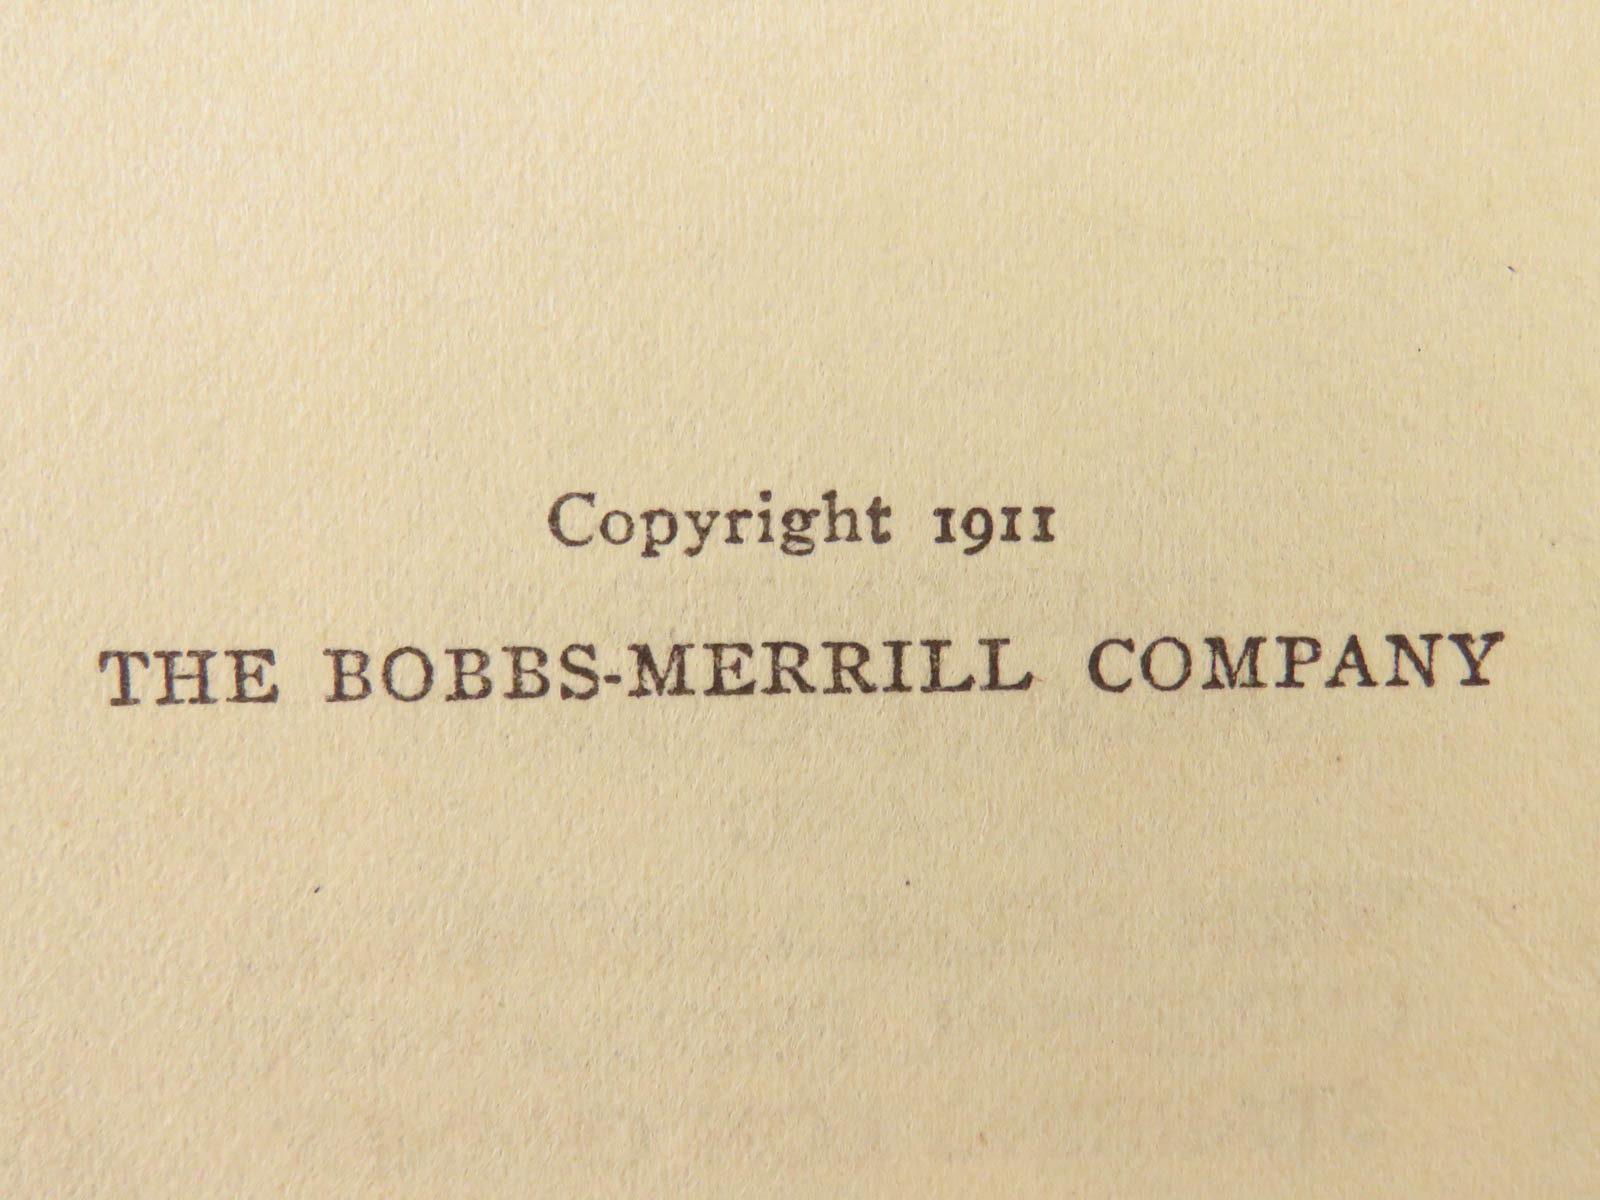 Copyright 1911
THE BOBBS-MERRILL COMPANY